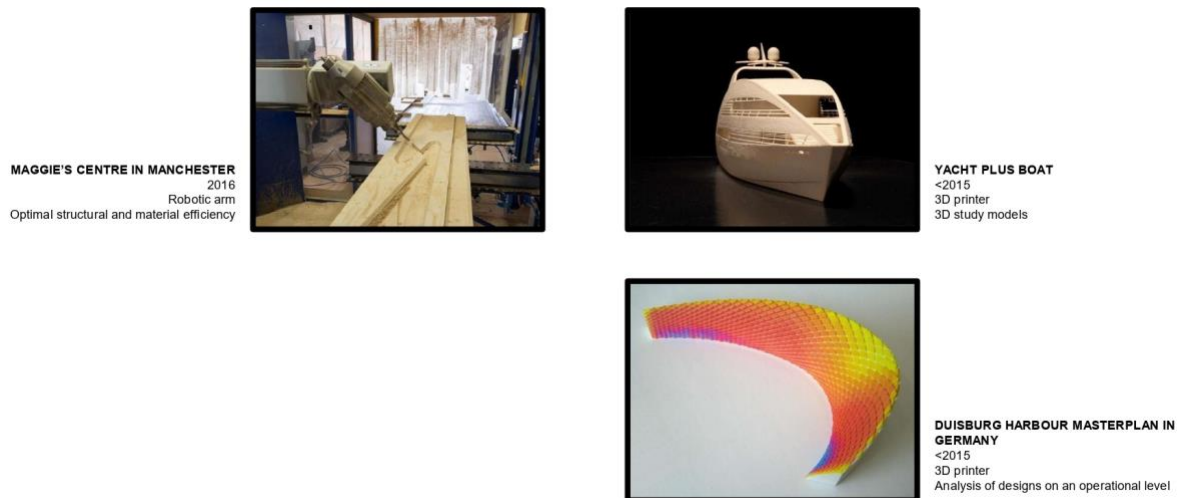 MAGGIE'S CENTRE IN MANCHESTER
2016
Robotic arm
Optimal structural and material efficiency
YACHT PLUS BOAT
<2015
3D printer
3D study models
DUISBURG HARBOUR MASTERPLAN IN
GERMANY
<2015
3D printer
Analysis of designs on an operational level